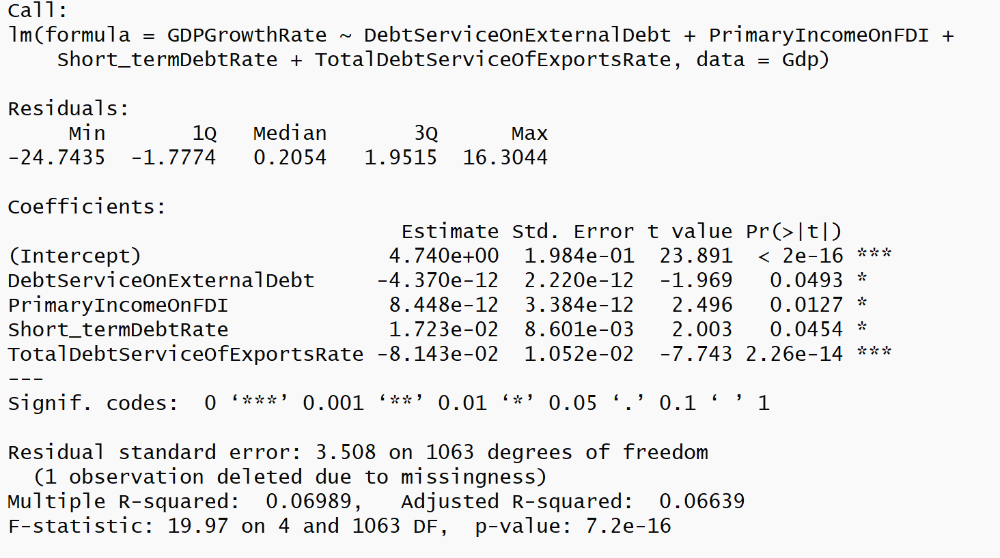 Call:
lm(formula = GDPGrowthRate ~ DebtServiceOnExternalDebt + PrimaryIncomeOnFDI +
    Short_termDebtRate + TotalDebtServiceOfExportsRate, data = Gdp)

Residuals:
     Min       1Q   Median       3Q      Max
-24.7435  -1.7774   0.2054   1.9515  16.3044

Coefficients:
                                Estimate Std. Error t value Pr(>|t|)
(Intercept)                    4.740e+00  1.984e-01  23.891  < 2e-16 ***
DebtServiceOnExternalDebt     -4.370e-12  2.220e-12  -1.969   0.0493 *
PrimaryIncomeOnFDI             8.448e-12  3.384e-12   2.496   0.0127 *
Short_termDebtRate             1.723e-02  8.601e-03   2.003   0.0454 *
TotalDebtServiceOfExportsRate -8.143e-02  1.052e-02  -7.743 2.26e-14 ***
---
Signif. codes:  0 ‘***’ 0.001 ‘**’ 0.01 ‘*’ 0.05 ‘.’ 0.1 ‘ ’ 1

Residual standard error: 3.508 on 1063 degrees of freedom
  (1 observation deleted due to missingness)
Multiple R-squared:  0.06989,   Adjusted R-squared:  0.06639
F-statistic: 19.97 on 4 and 1063 DF,  p-value: 7.2e-16